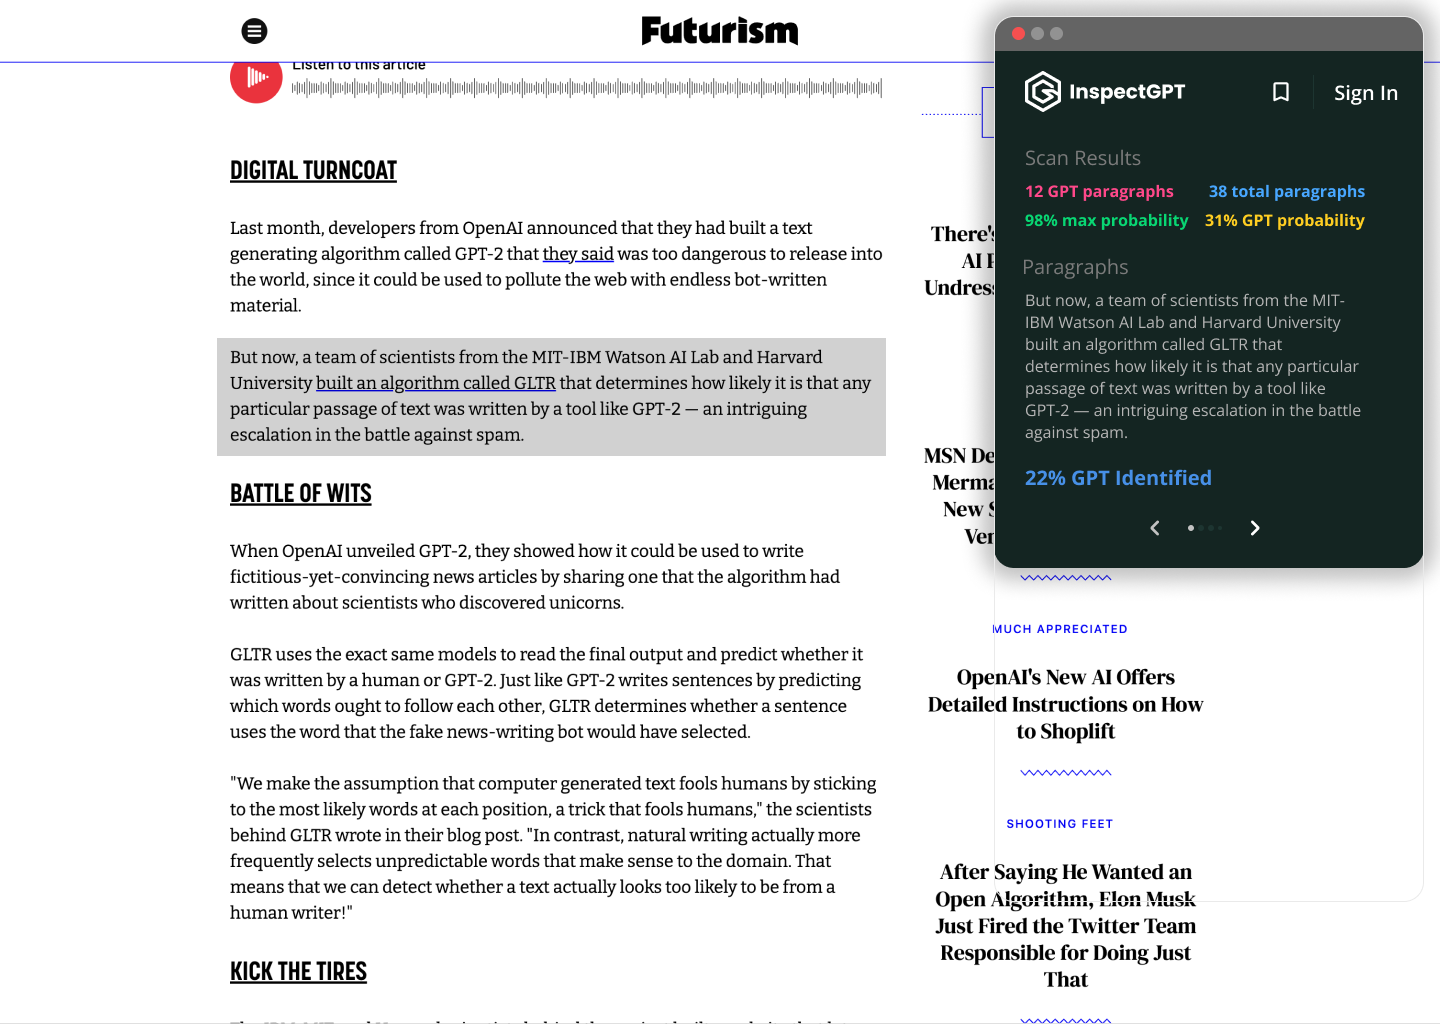 Futurism
Listen to this article
DIGITAL TURNCOAT
Last month, developers from OpenAI announced that they had built a text
generating algorithm called GPT-2 that they said was too dangerous to release into
the world, since it could be used to pollute the web with endless bot-written
material.
But now, a team of scientists from the MIT-IBM Watson AI Lab and Harvard
University built an algorithm called GLTR that determines how likely it is that any
particular passage of text was written by a tool like GPT-2 — an intriguing
escalation in the battle against spam.
BATTLE OF WITS
When OpenAI unveiled GPT-2, they showed how it could be used to write
fictitious-yet-convincing news articles by sharing one that the algorithm had
written about scientists who discovered unicorns.
GLTR uses the exact same models to read the final output and predict whether it
was written by a human or GPT-2. Just like GPT-2 writes sentences by predicting
which words ought to follow each other, GLTR determines whether a sentence
uses the word that the fake news-writing bot would have selected.
"We make the assumption that computer generated text fools humans by sticking
to the most likely words at each position, a trick that fools humans," the scientists
behind GLTR wrote in their blog post. "In contrast, natural writing actually more
frequently selects unpredictable words that make sense to the domain. That
means that we can detect whether a text actually looks too likely to be from a
human writer!"
KICK THE TIRES
There's
AI
Undress
MSN De
Merma
New
Ven
MUCH APPRECIATED
OpenAI's New AI Offers
Detailed Instructions on How
to Shoplift
SHOOTING FEET
After Saying He Wanted an
Open Algorithm, Elon Musk
Just Fired the Twitter Team
Responsible for Doing Just
That
InspectGPT
Sign In
Scan Results
12 GPT paragraphs 38 total paragraphs
98% max probability 31% GPT probability
Paragraphs
But now, a team of scientists from the MIT-
IBM Watson AI Lab and Harvard University
built an algorithm called GLTR that
determines how likely it is that any particular
passage of text was written by a tool like
GPT-2 — an intriguing escalation in the battle
against spam.
22% GPT Identified